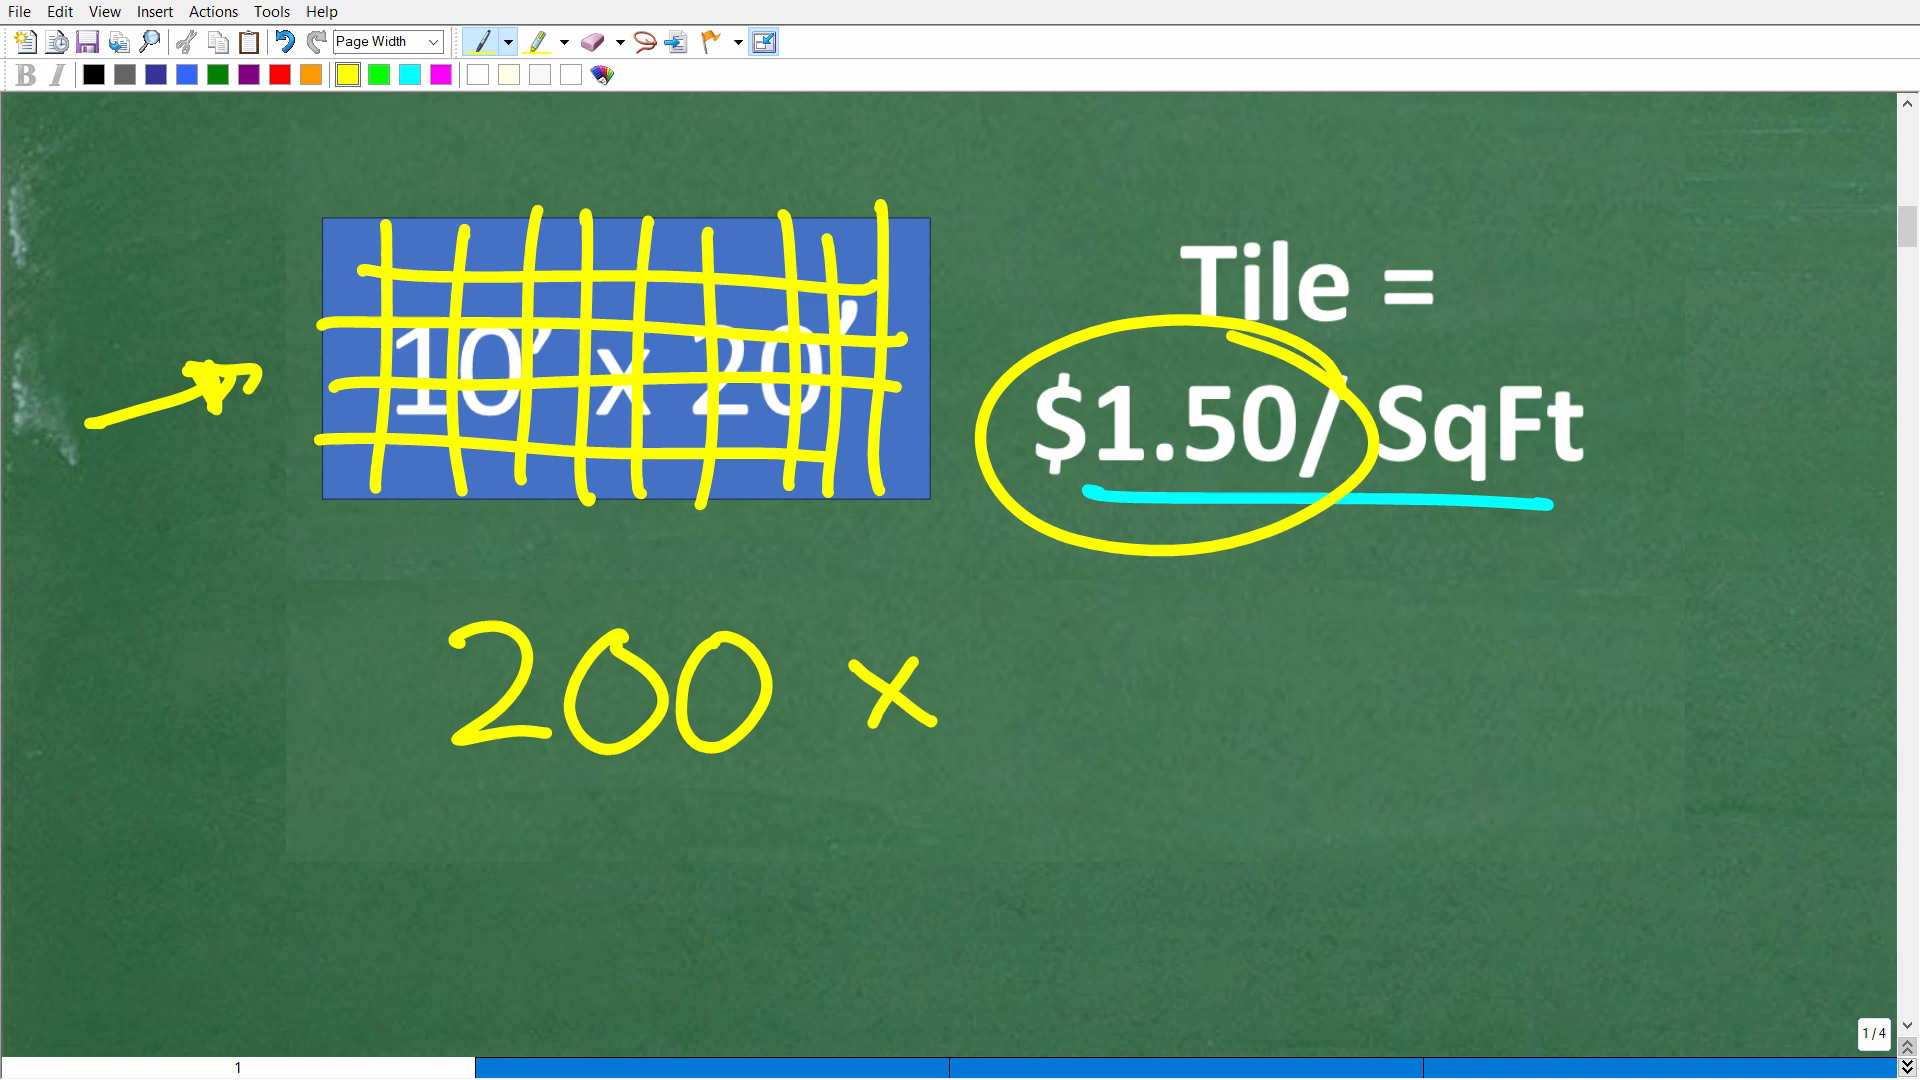 File Edit View Insert Actions Tools Help
Page Width
B I
10' x 20'
Tile =
$1.50/SqFt
200 x
1 / 4
1